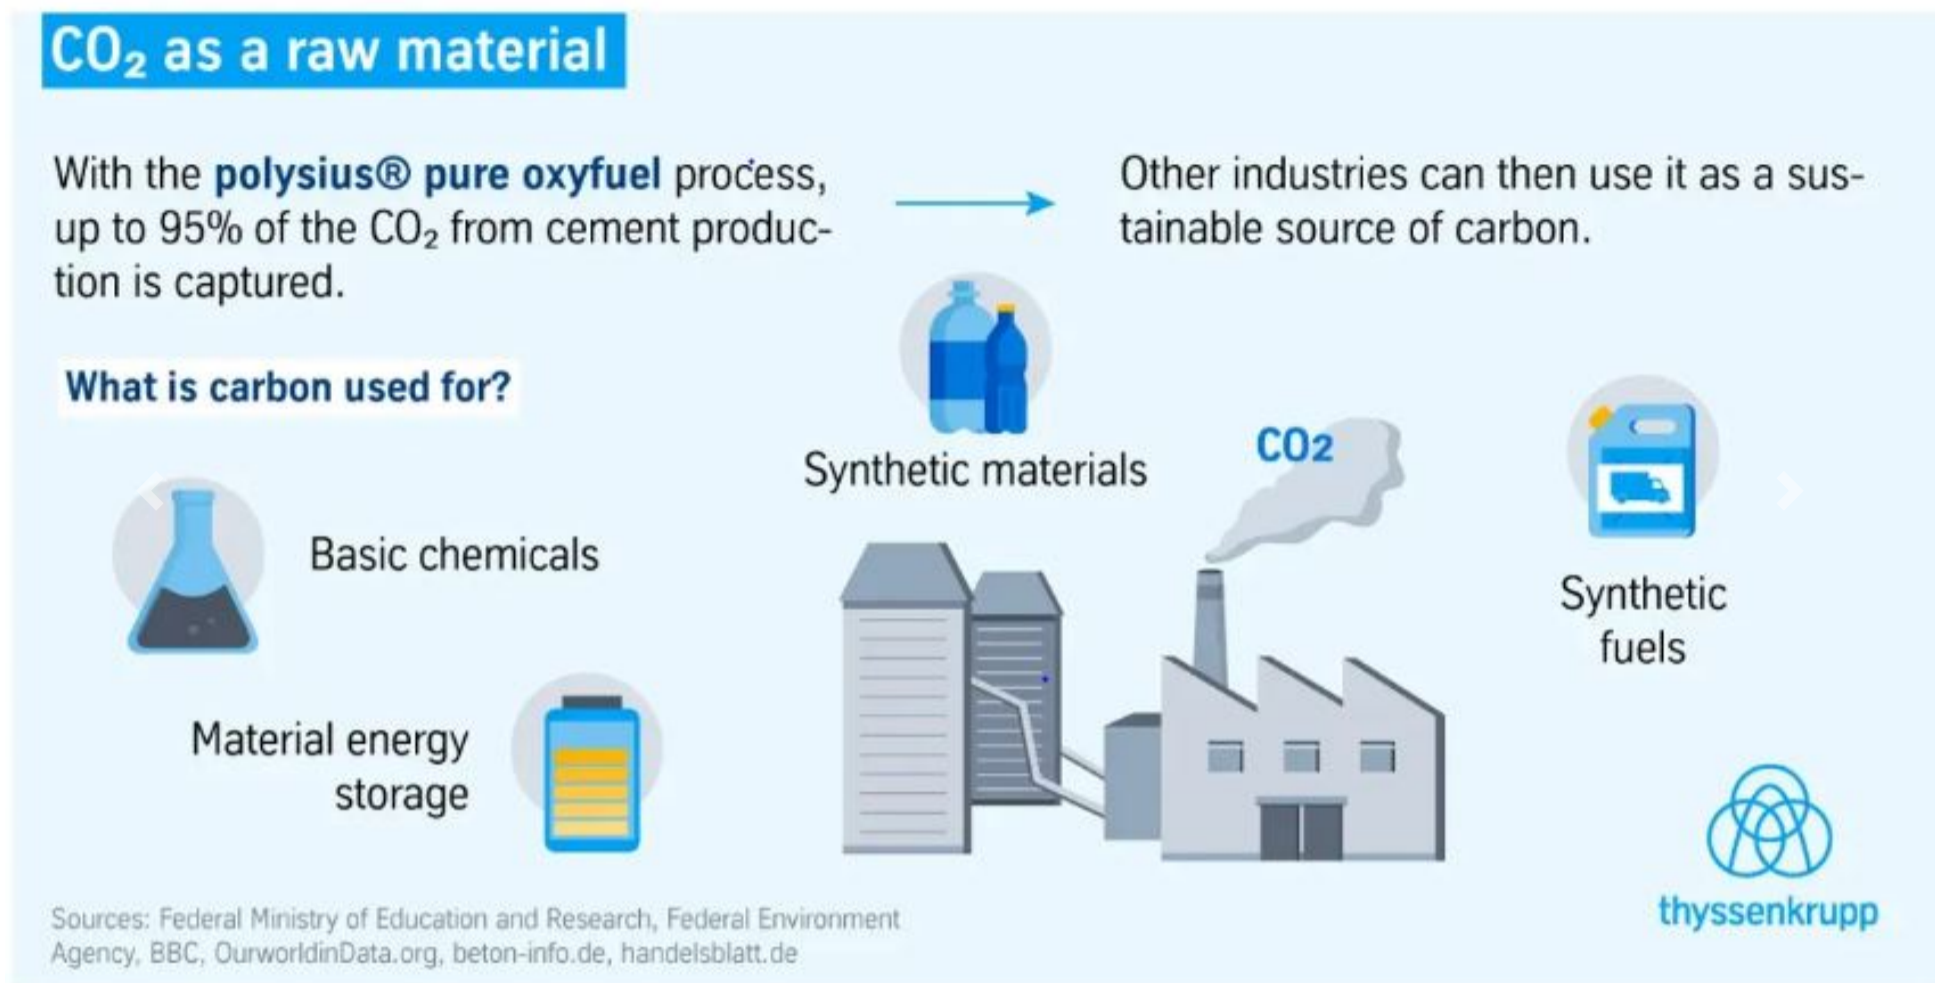 CO₂ as a raw material
With the polysius® pure oxyfuel process,
up to 95% of the CO₂ from cement produc-
tion is captured.
Other industries can then use it as a sus-
tainable source of carbon.
What is carbon used for?
Synthetic materials
CO2
Basic chemicals
Synthetic
fuels
Material energy
storage
thyssenkrupp
Sources: Federal Ministry of Education and Research, Federal Environment
Agency, BBC, OurworldinData.org, beton-info.de, handelsblatt.de